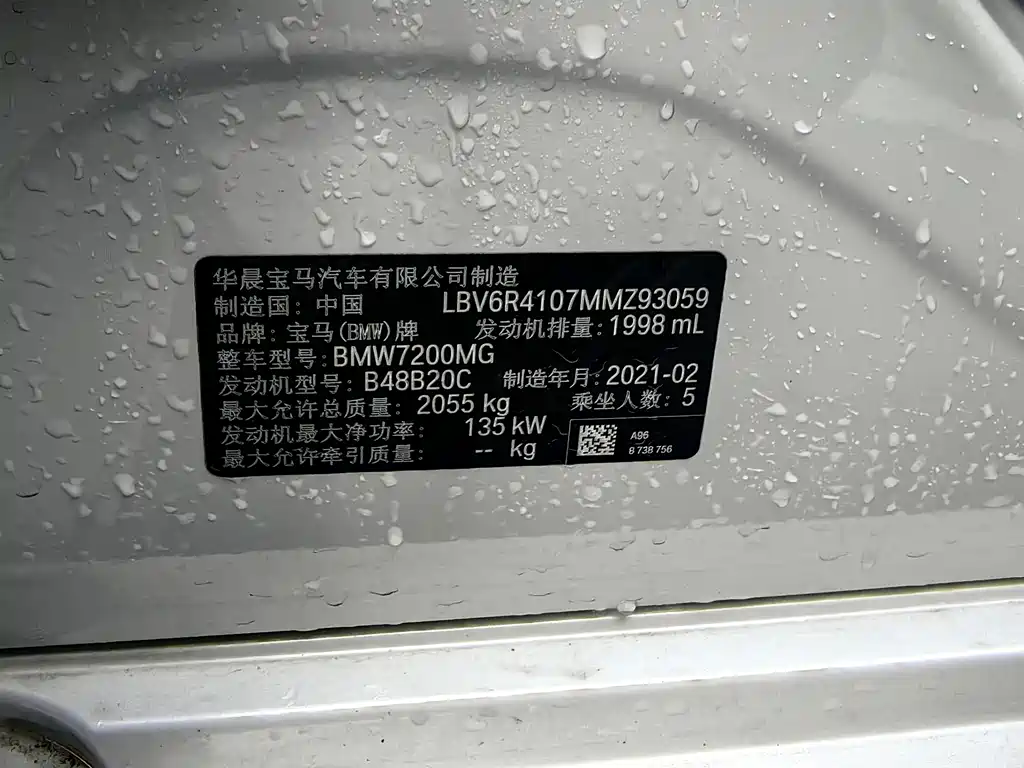 华晨宝马汽车有限公司制造
制造国：中国 LBV6R4107MMZ93059
品牌：宝马(BMW)牌 发动机排量：1998 mL
整车型号：BMW7200MG
发动机型号：B48B20C 制造年月：2021-02
最大允许总质量：2055 kg 乘坐人数：5
发动机最大净功率：135 kW
最大允许牵引质量：-- kg
A96
8 738 756